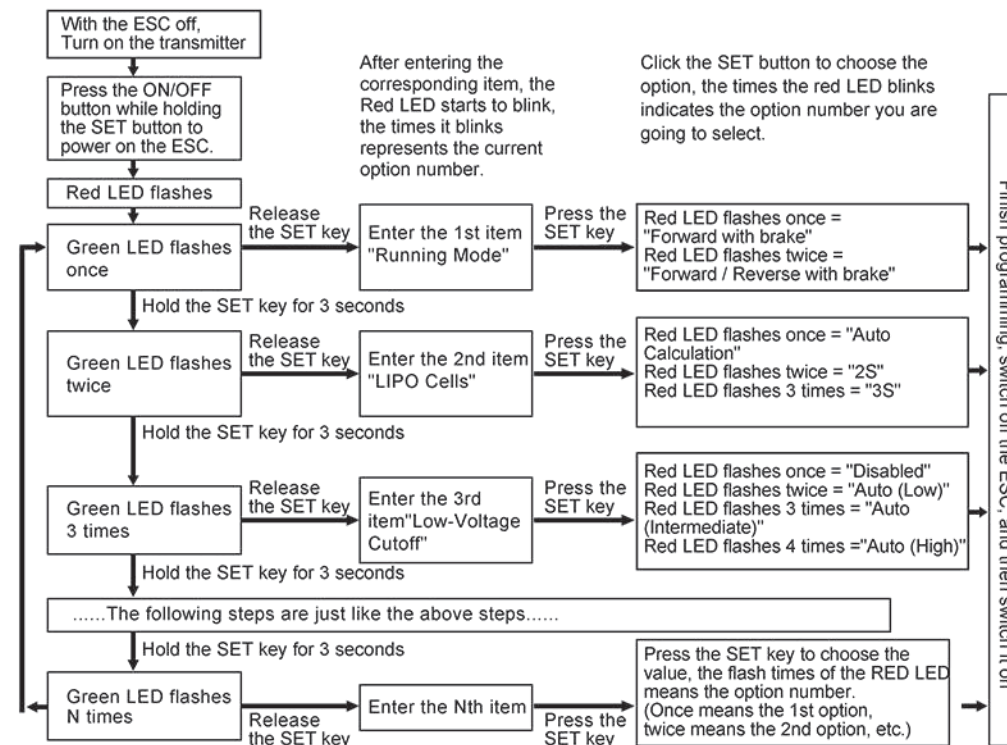 With the ESC off,
Turn on the transmitter
After entering the
corresponding item, the
Red LED starts to blink,
the times it blinks
represents the current
option number.
Click the SET button to choose the
option, the times the red LED blinks
indicates the option number you are
going to select.
Press the ON/OFF
button while holding
the SET button to
power on the ESC.
Red LED flashes
Green LED flashes
once
Release
the SET key
Enter the 1st item
"Running Mode"
Press the
SET key
Red LED flashes once =
"Forward with brake"
Red LED flashes twice =
"Forward / Reverse with brake"
Hold the SET key for 3 seconds
Green LED flashes
twice
Release
the SET key
Enter the 2nd item
"LIPO Cells"
Press the
SET key
Red LED flashes once = "Auto
Calculation"
Red LED flashes twice = "2S"
Red LED flashes 3 times = "3S"
Hold the SET key for 3 seconds
Green LED flashes
3 times
Release
the SET key
Enter the 3rd
item"Low-Voltage
Cutoff"
Press the
SET key
Red LED flashes once = "Disabled"
Red LED flashes twice = "Auto (Low)"
Red LED flashes 3 times = "Auto
(Intermediate)"
Red LED flashes 4 times ="Auto (High)"
Hold the SET key for 3 seconds
......The following steps are just like the above steps......
Hold the SET key for 3 seconds
Green LED flashes
N times
Release
the SET key
Enter the Nth item
Press the
SET key
Press the SET key to choose the
value, the flash times of the RED LED
means the option number.
(Once means the 1st option,
twice means the 2nd option, etc.)
Finish programming, switch off the ESC, and then switch it on